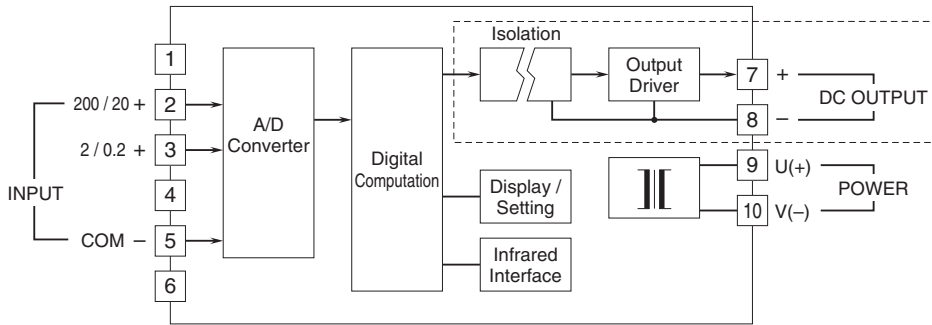 Isolation
1
2
3
4
5
6
200 / 20 +
2 / 0.2 +
INPUT
COM –
A/D
Converter
Digital
Computation
Output
Driver
Display /
Setting
Infrared
Interface
7
+
8
–
DC OUTPUT
9
U(+)
10
V(–)
POWER